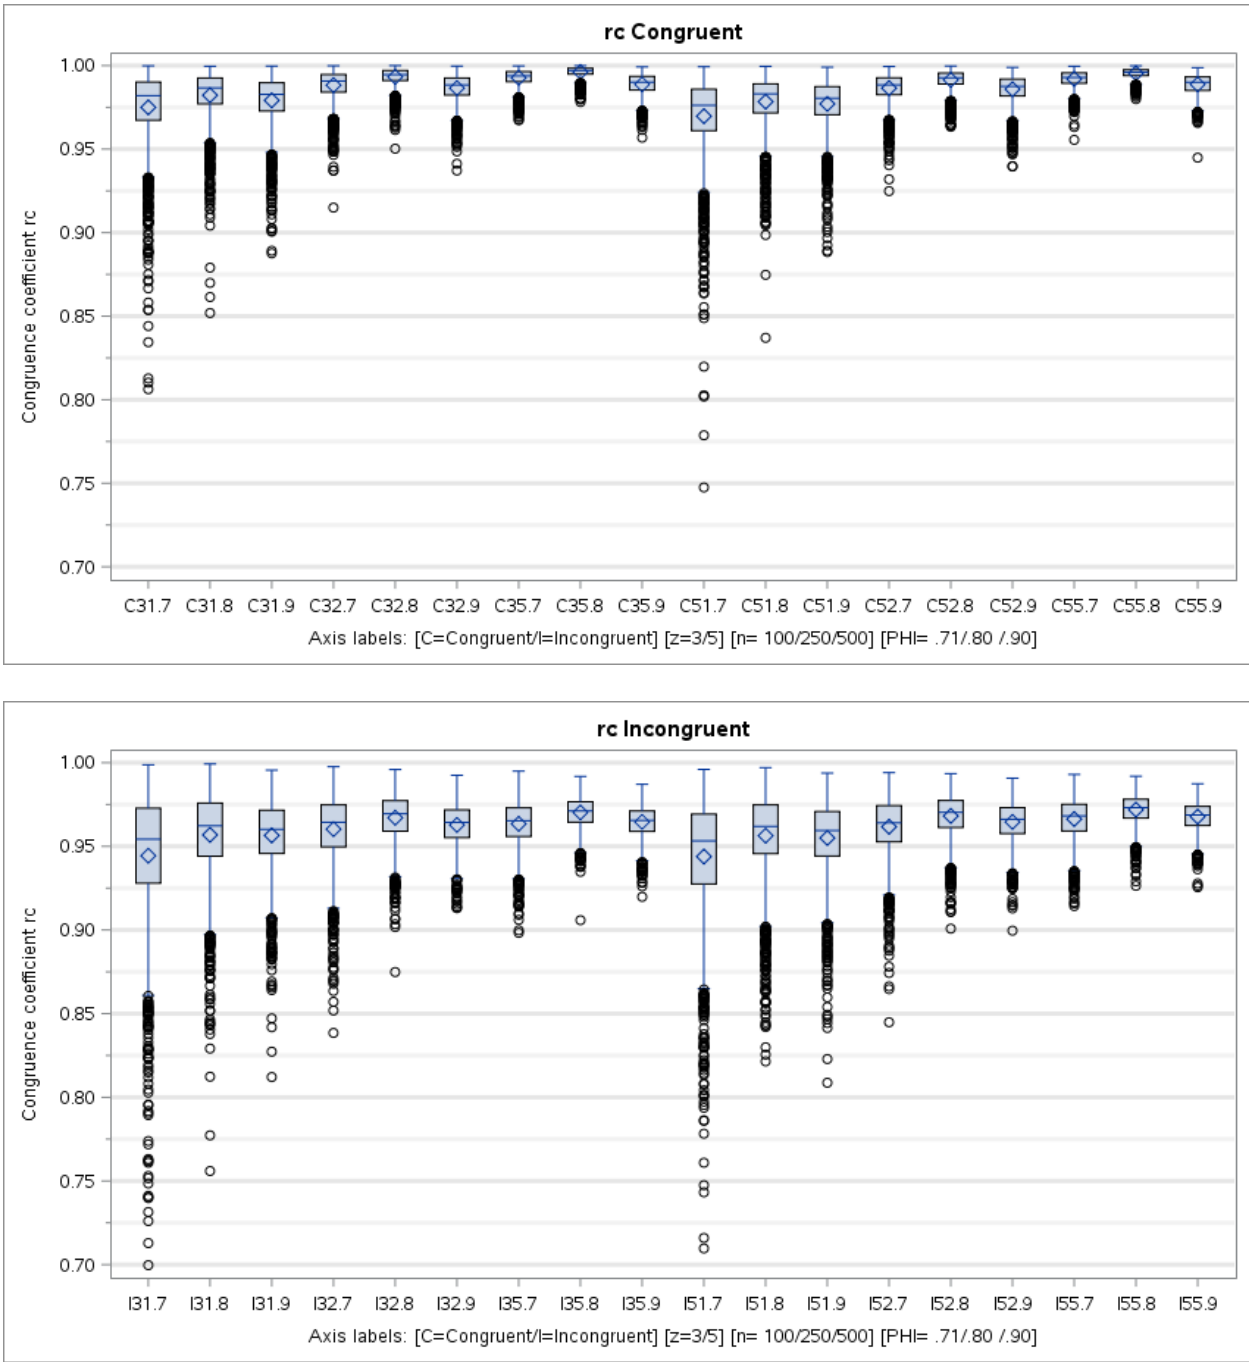 rc Congruent
1.00
0.95
0.90
0.85
0.80
0.75
0.70
Congruence coefficient rc
C31.7 C31.8 C31.9 C32.7 C32.8 C32.9 C35.7 C35.8 C35.9 C51.7 C51.8 C51.9 C52.7 C52.8 C52.9 C55.7 C55.8 C55.9
Axis labels: [C=Congruent/I=Incongruent] [z=3/5] [n= 100/250/500] [PHI= .71/.80 /.90]
rc Incongruent
1.00
0.95
0.90
0.85
0.80
0.75
0.70
Congruence coefficient rc
I31.7 I31.8 I31.9 I32.7 I32.8 I32.9 I35.7 I35.8 I35.9 I51.7 I51.8 I51.9 I52.7 I52.8 I52.9 I55.7 I55.8 I55.9
Axis labels: [C=Congruent/I=Incongruent] [z=3/5] [n= 100/250/500] [PHI= .71/.80 /.90]